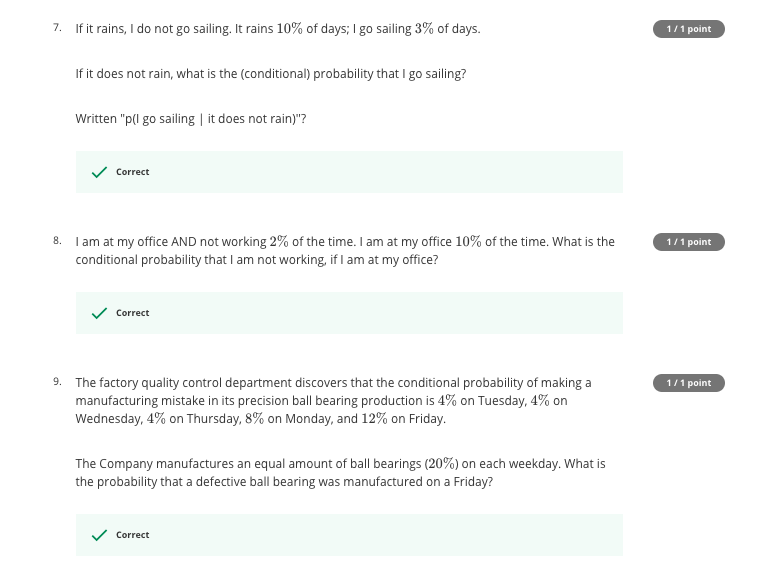 7. If it rains, I do not go sailing. It rains 10% of days; I go sailing 3% of days.
1 / 1 point
If it does not rain, what is the (conditional) probability that I go sailing?
Written "p(I go sailing | it does not rain)"?
Correct
8. I am at my office AND not working 2% of the time. I am at my office 10% of the time. What is the
1 / 1 point
conditional probability that I am not working, if I am at my office?
Correct
9. The factory quality control department discovers that the conditional probability of making a
1 / 1 point
manufacturing mistake in its precision ball bearing production is 4% on Tuesday, 4% on
Wednesday, 4% on Thursday, 8% on Monday, and 12% on Friday.
The Company manufactures an equal amount of ball bearings (20%) on each weekday. What is
the probability that a defective ball bearing was manufactured on a Friday?
Correct